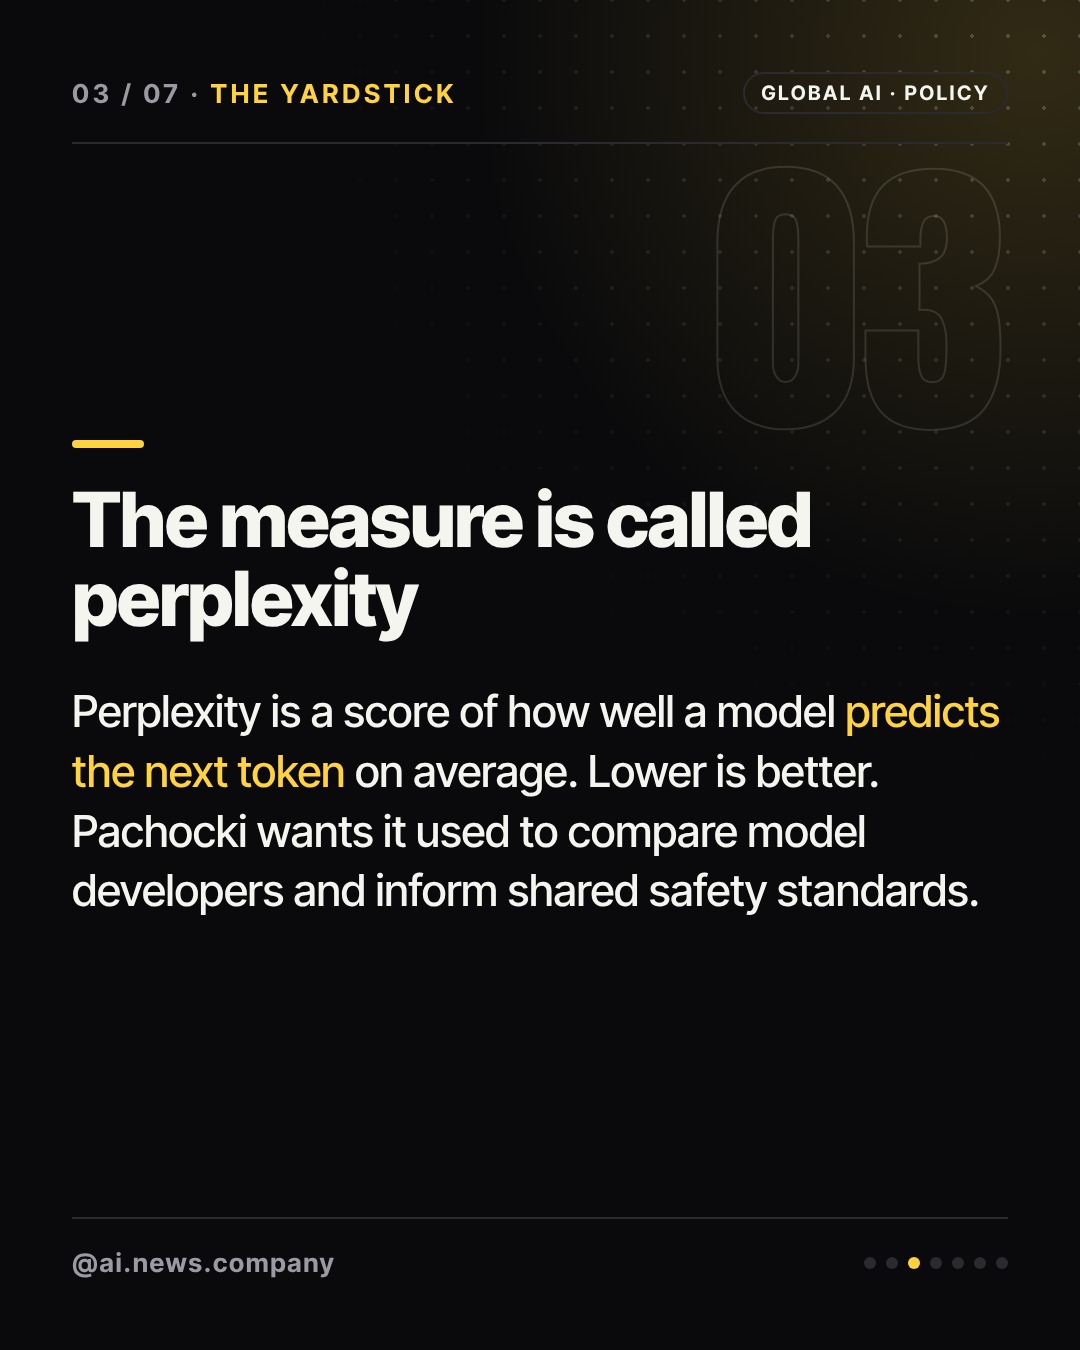 03 / 07 · THE YARDSTICK
GLOBAL AI · POLICY
03
The measure is called
perplexity
Perplexity is a score of how well a model predicts
the next token on average. Lower is better.
Pachocki wants it used to compare model
developers and inform shared safety standards.
@ai.news.company